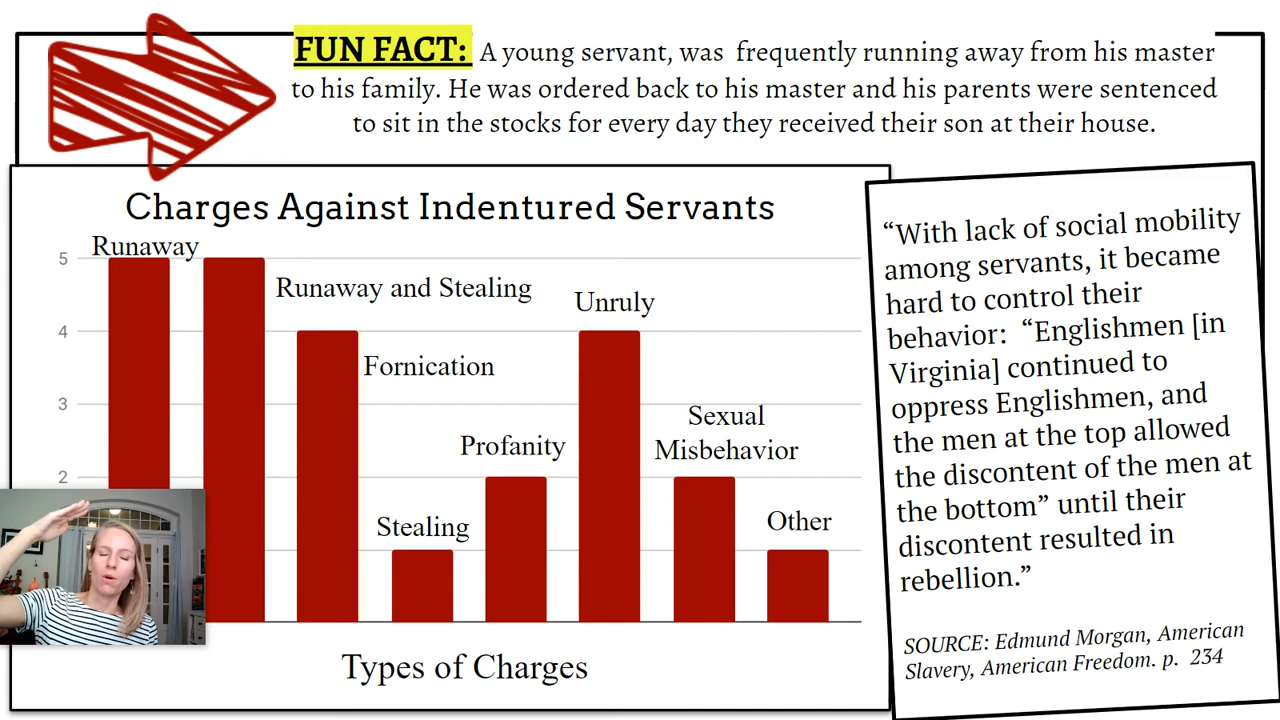 FUN FACT: A young servant, was frequently running away from his master
to his family. He was ordered back to his master and his parents were sentenced
to sit in the stocks for every day they received their son at their house.
Charges Against Indentured Servants
Runaway
5
Runaway and Stealing
Unruly
4
Fornication
3
Sexual
Misbehavior
Profanity
2
Stealing
Other
Types of Charges
“With lack of social mobility
among servants, it became
hard to control their
behavior: “Englishmen [in
Virginia] continued to
oppress Englishmen, and
the men at the top allowed
the discontent of the men at
the bottom” until their
discontent resulted in
rebellion.”
SOURCE: Edmund Morgan, American
Slavery, American Freedom. p. 234